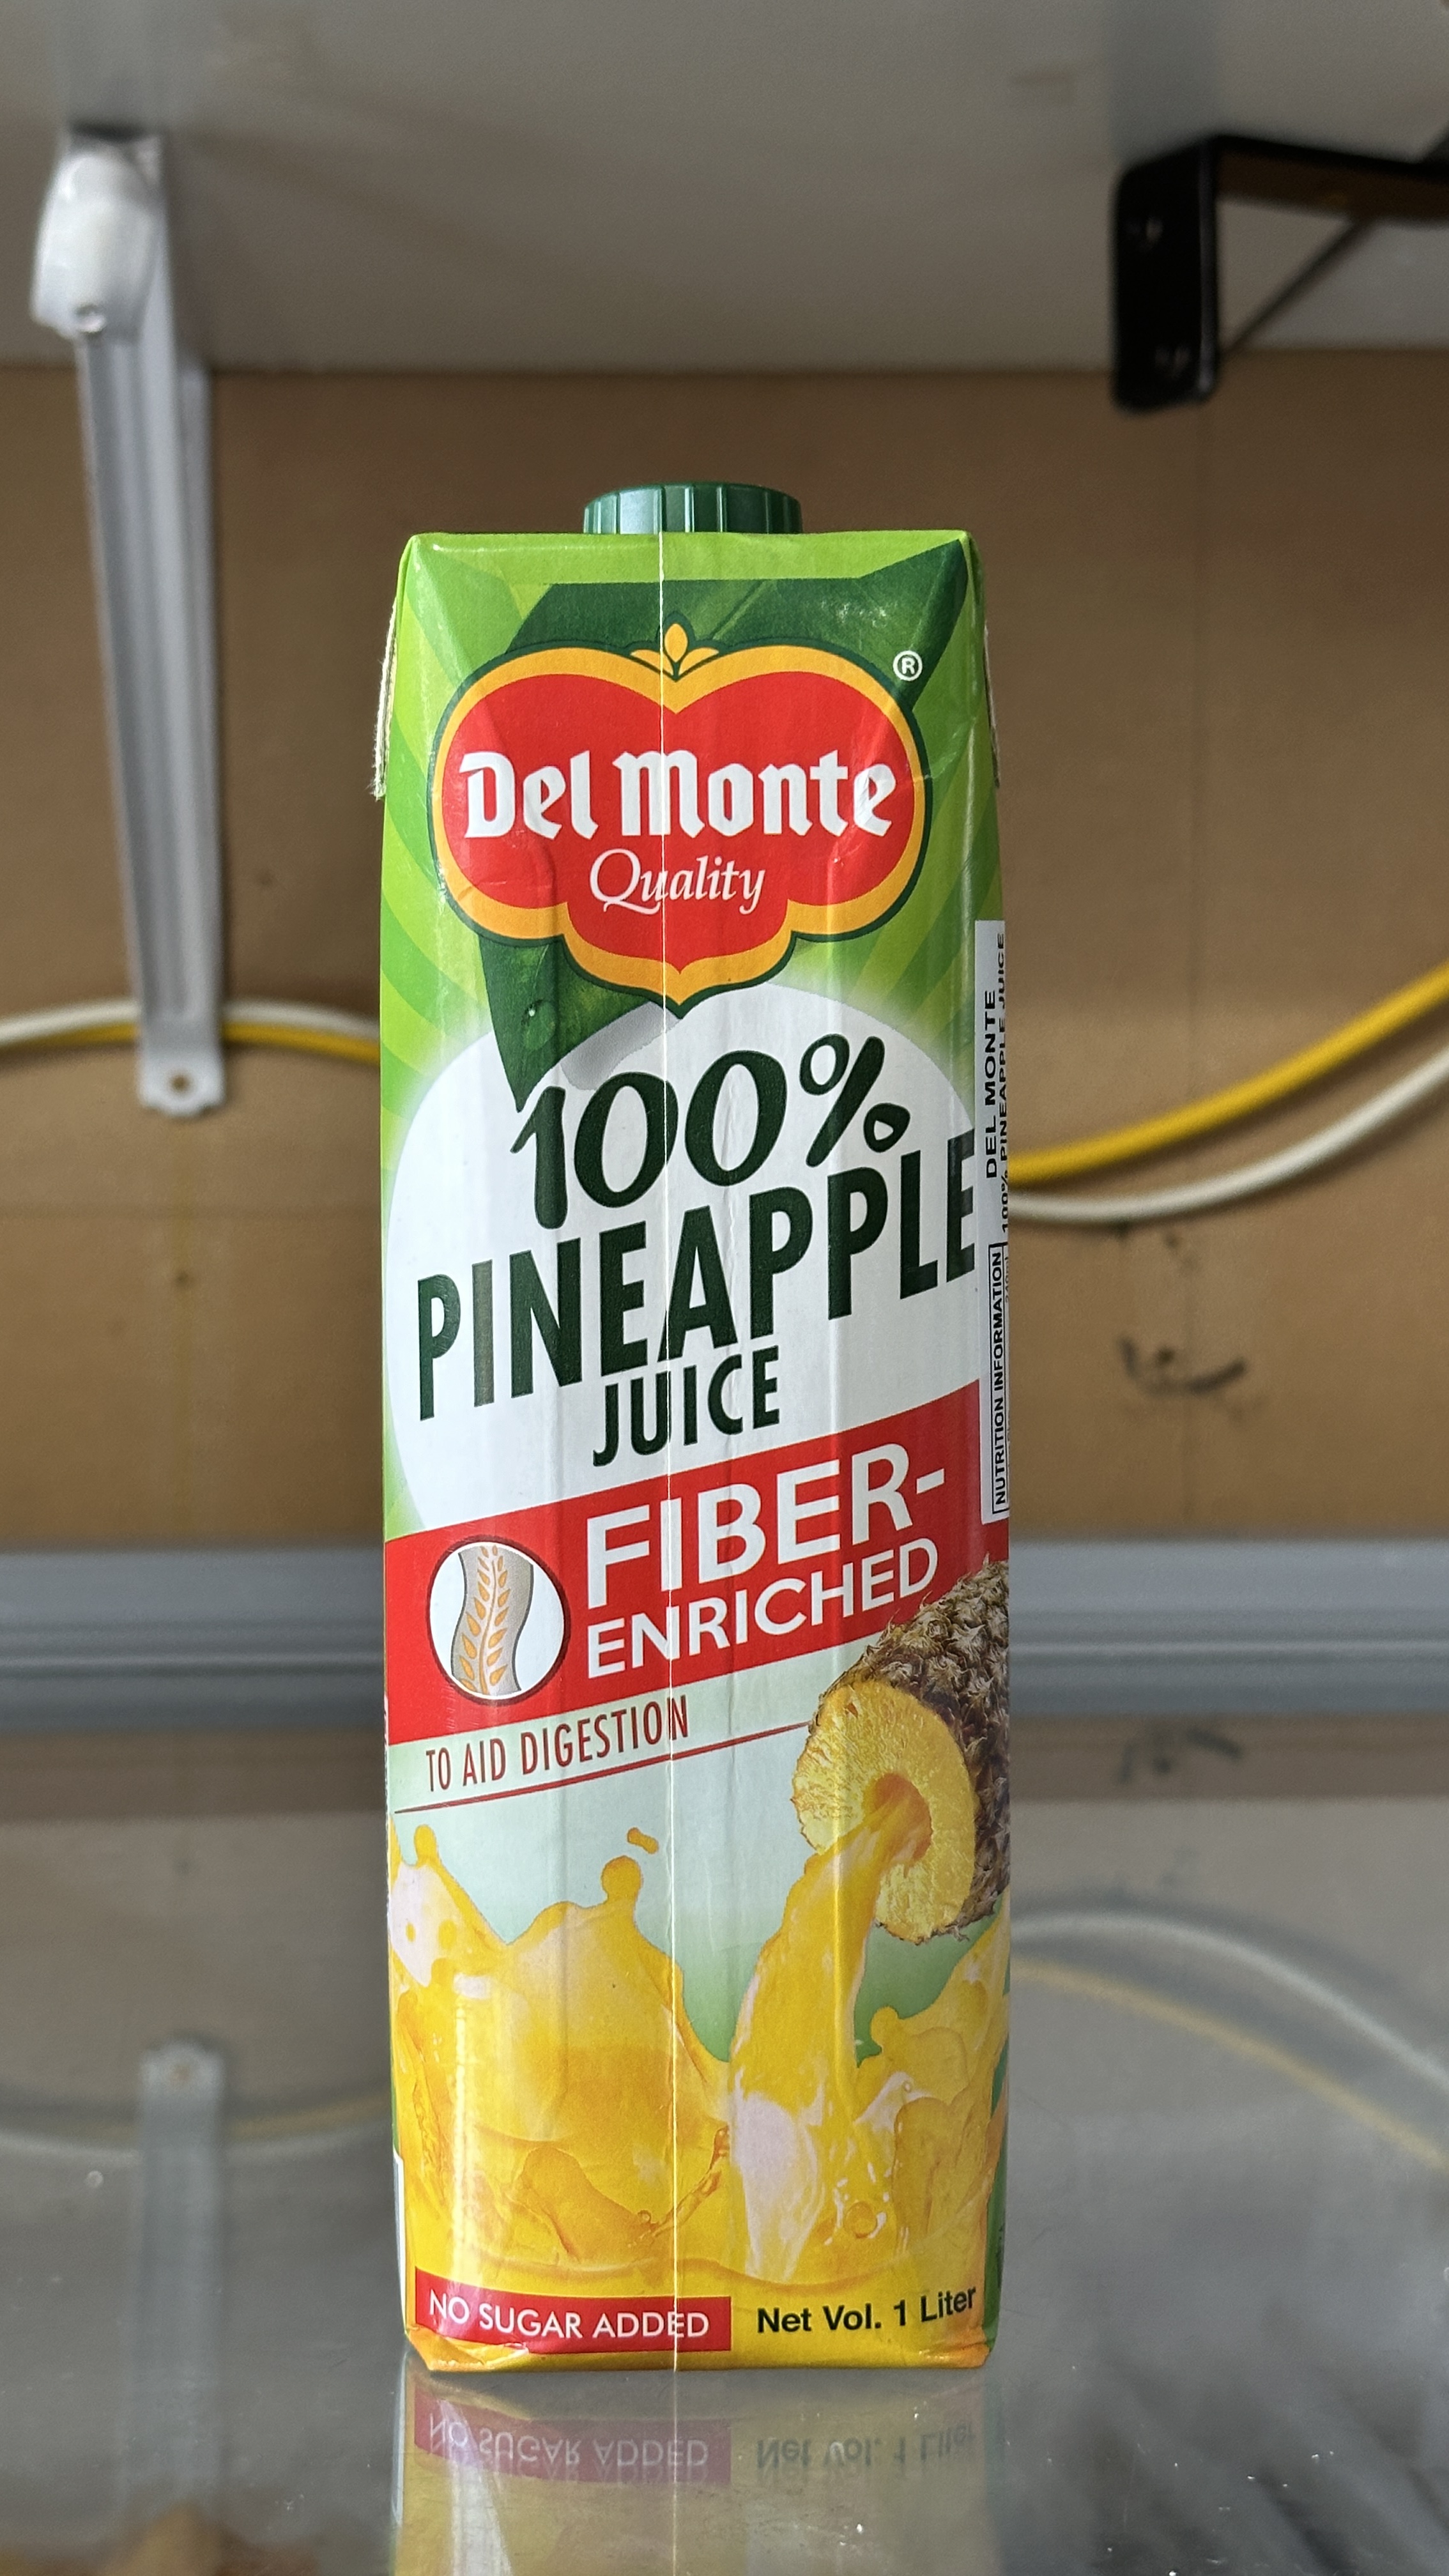 Del Monte
®
Quality
100%
PINEAPPLE
JUICE
FIBER-
ENRICHED
TO AID DIGESTION
NO SUGAR ADDED
Net Vol. 1 Liter
DEL MONTE
100% PINEAPPLE JUICE
NUTRITION INFORMATION